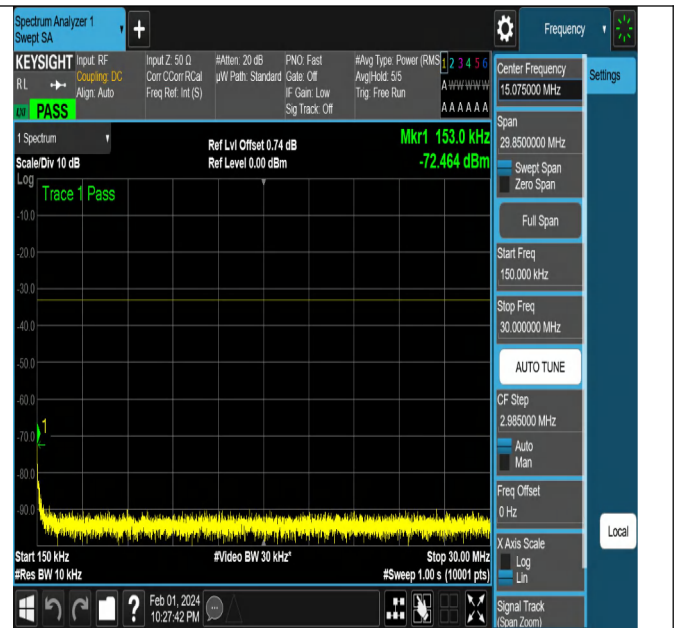 Spectrum Analyzer 1
Swept SA
+
Frequency
KEYSIGHT
RL
Input: RF
Coupling: DC
Align: Auto
Input Z: 50 Ω
Corr CCorr RCal
Freq Ref: Int (S)
#Atten: 20 dB
µW Path: Standard
PNO: Fast
Gate: Off
IF Gain: Low
Sig Track: Off
#Avg Type: Power (RMS
Avg|Hold: 5/5
Trig: Free Run
1 2 3 4 5 6
A W W W W W
A A A A A A
PASS
1 Spectrum
Scale/Div 10 dB
Ref Lvl Offset 0.74 dB
Ref Level 0.00 dBm
Mkr1 153.0 kHz
-72.464 dBm
Log
Trace 1 Pass
-10.0
-20.0
-30.0
-40.0
-50.0
-60.0
-70.0
-80.0
-90.0
1
Start 150 kHz
#Res BW 10 kHz
#Video BW 30 kHz*
Stop 30.00 MHz
#Sweep 1.00 s (10001 pts)
Feb 01, 2024
10:27:42 PM
Center Frequency
15.075000 MHz
Settings
Span
29.8500000 MHz
Swept Span
Zero Span
Full Span
Start Freq
150.000 kHz
Stop Freq
30.000000 MHz
AUTO TUNE
CF Step
2.985000 MHz
Auto
Man
Freq Offset
0 Hz
X Axis Scale
Log
Lin
Local
Signal Track
(Span Zoom)